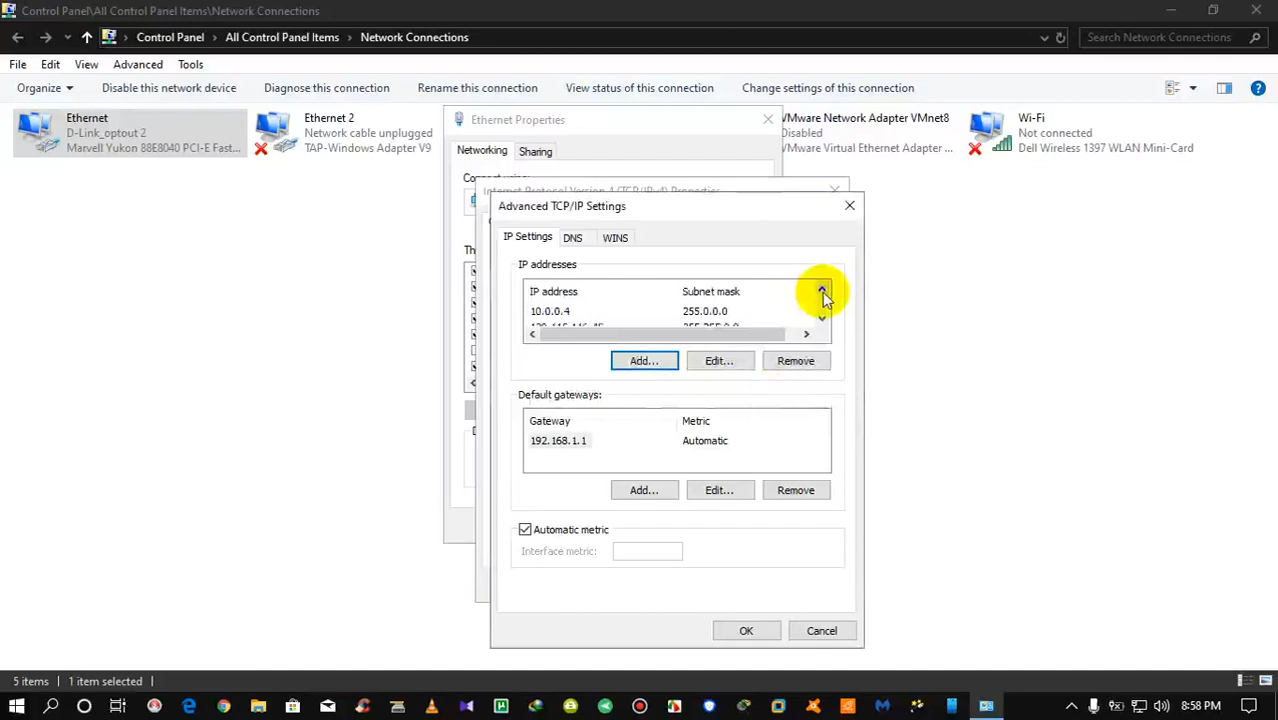 Control Panel\All Control Panel Items\Network Connections
Control Panel
All Control Panel Items
Network Connections
Search Network Connections
File
Edit
View
Advanced
Tools
Organize
Disable this network device
Diagnose this connection
Rename this connection
View status of this connection
Change settings of this connection
Ethernet
D-Link_optout 2
Marvell Yukon 88E8040 PCI-E Fast...
Ethernet 2
Network cable unplugged
TAP-Windows Adapter V9
VMware Network Adapter VMnet8
Disabled
VMware Virtual Ethernet Adapter ...
Wi-Fi
Not connected
Dell Wireless 1397 WLAN Mini-Card
Ethernet Properties
Networking
Sharing
Internet Protocol Version 4 (TCP/IPv4) Properties
Advanced TCP/IP Settings
IP Settings
DNS
WINS
IP addresses
IP address
Subnet mask
10.0.0.4
255.0.0.0
Add...
Edit...
Remove
Default gateways:
Gateway
Metric
192.168.1.1
Automatic
Add...
Edit...
Remove
Automatic metric
Interface metric:
OK
Cancel
5 items
1 item selected
8:58 PM